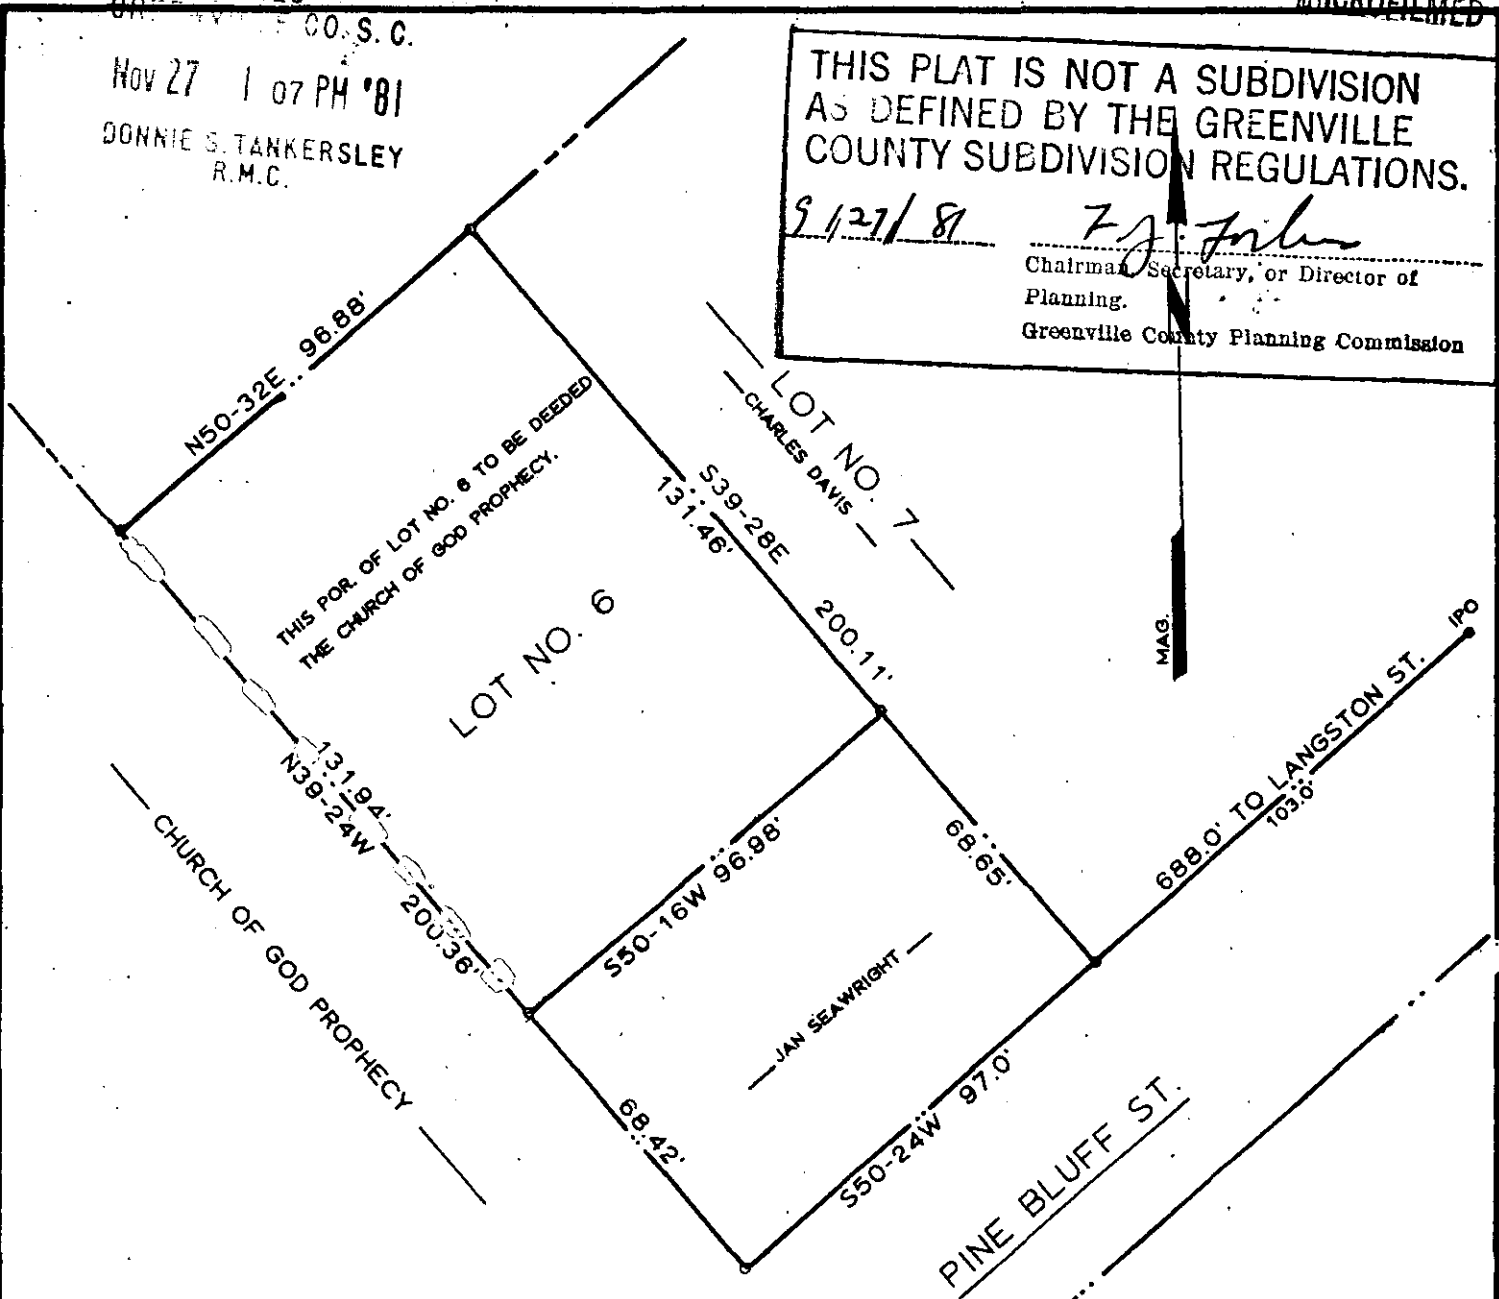 CO. S. C.
Nov 27 1 07 PM '81
DONNIE S. TANKERSLEY
R.M.C.
THIS PLAT IS NOT A SUBDIVISION
AS DEFINED BY THE GREENVILLE
COUNTY SUBDIVISION REGULATIONS.
Chairman, Secretary, or Director of
Planning.
Greenville County Planning Commission
N50-32E 96.88'
THIS POR. OF LOT NO. 6 TO BE DEEDED
THE CHURCH OF GOD PROPHECY.
LOT NO. 6
LOT NO. 7
CHARLES DAVIS
S39-28E
131.46'
200.11'
MAG.
IPO
688.0' TO LANGSTON ST.
103.0'
131.94'
N39-24W
200.36'
CHURCH OF GOD PROPHECY
S50-16W 96.98'
68.65'
JAN SEAWRIGHT
68.42'
S50-24W 97.0'
PINE BLUFF ST.